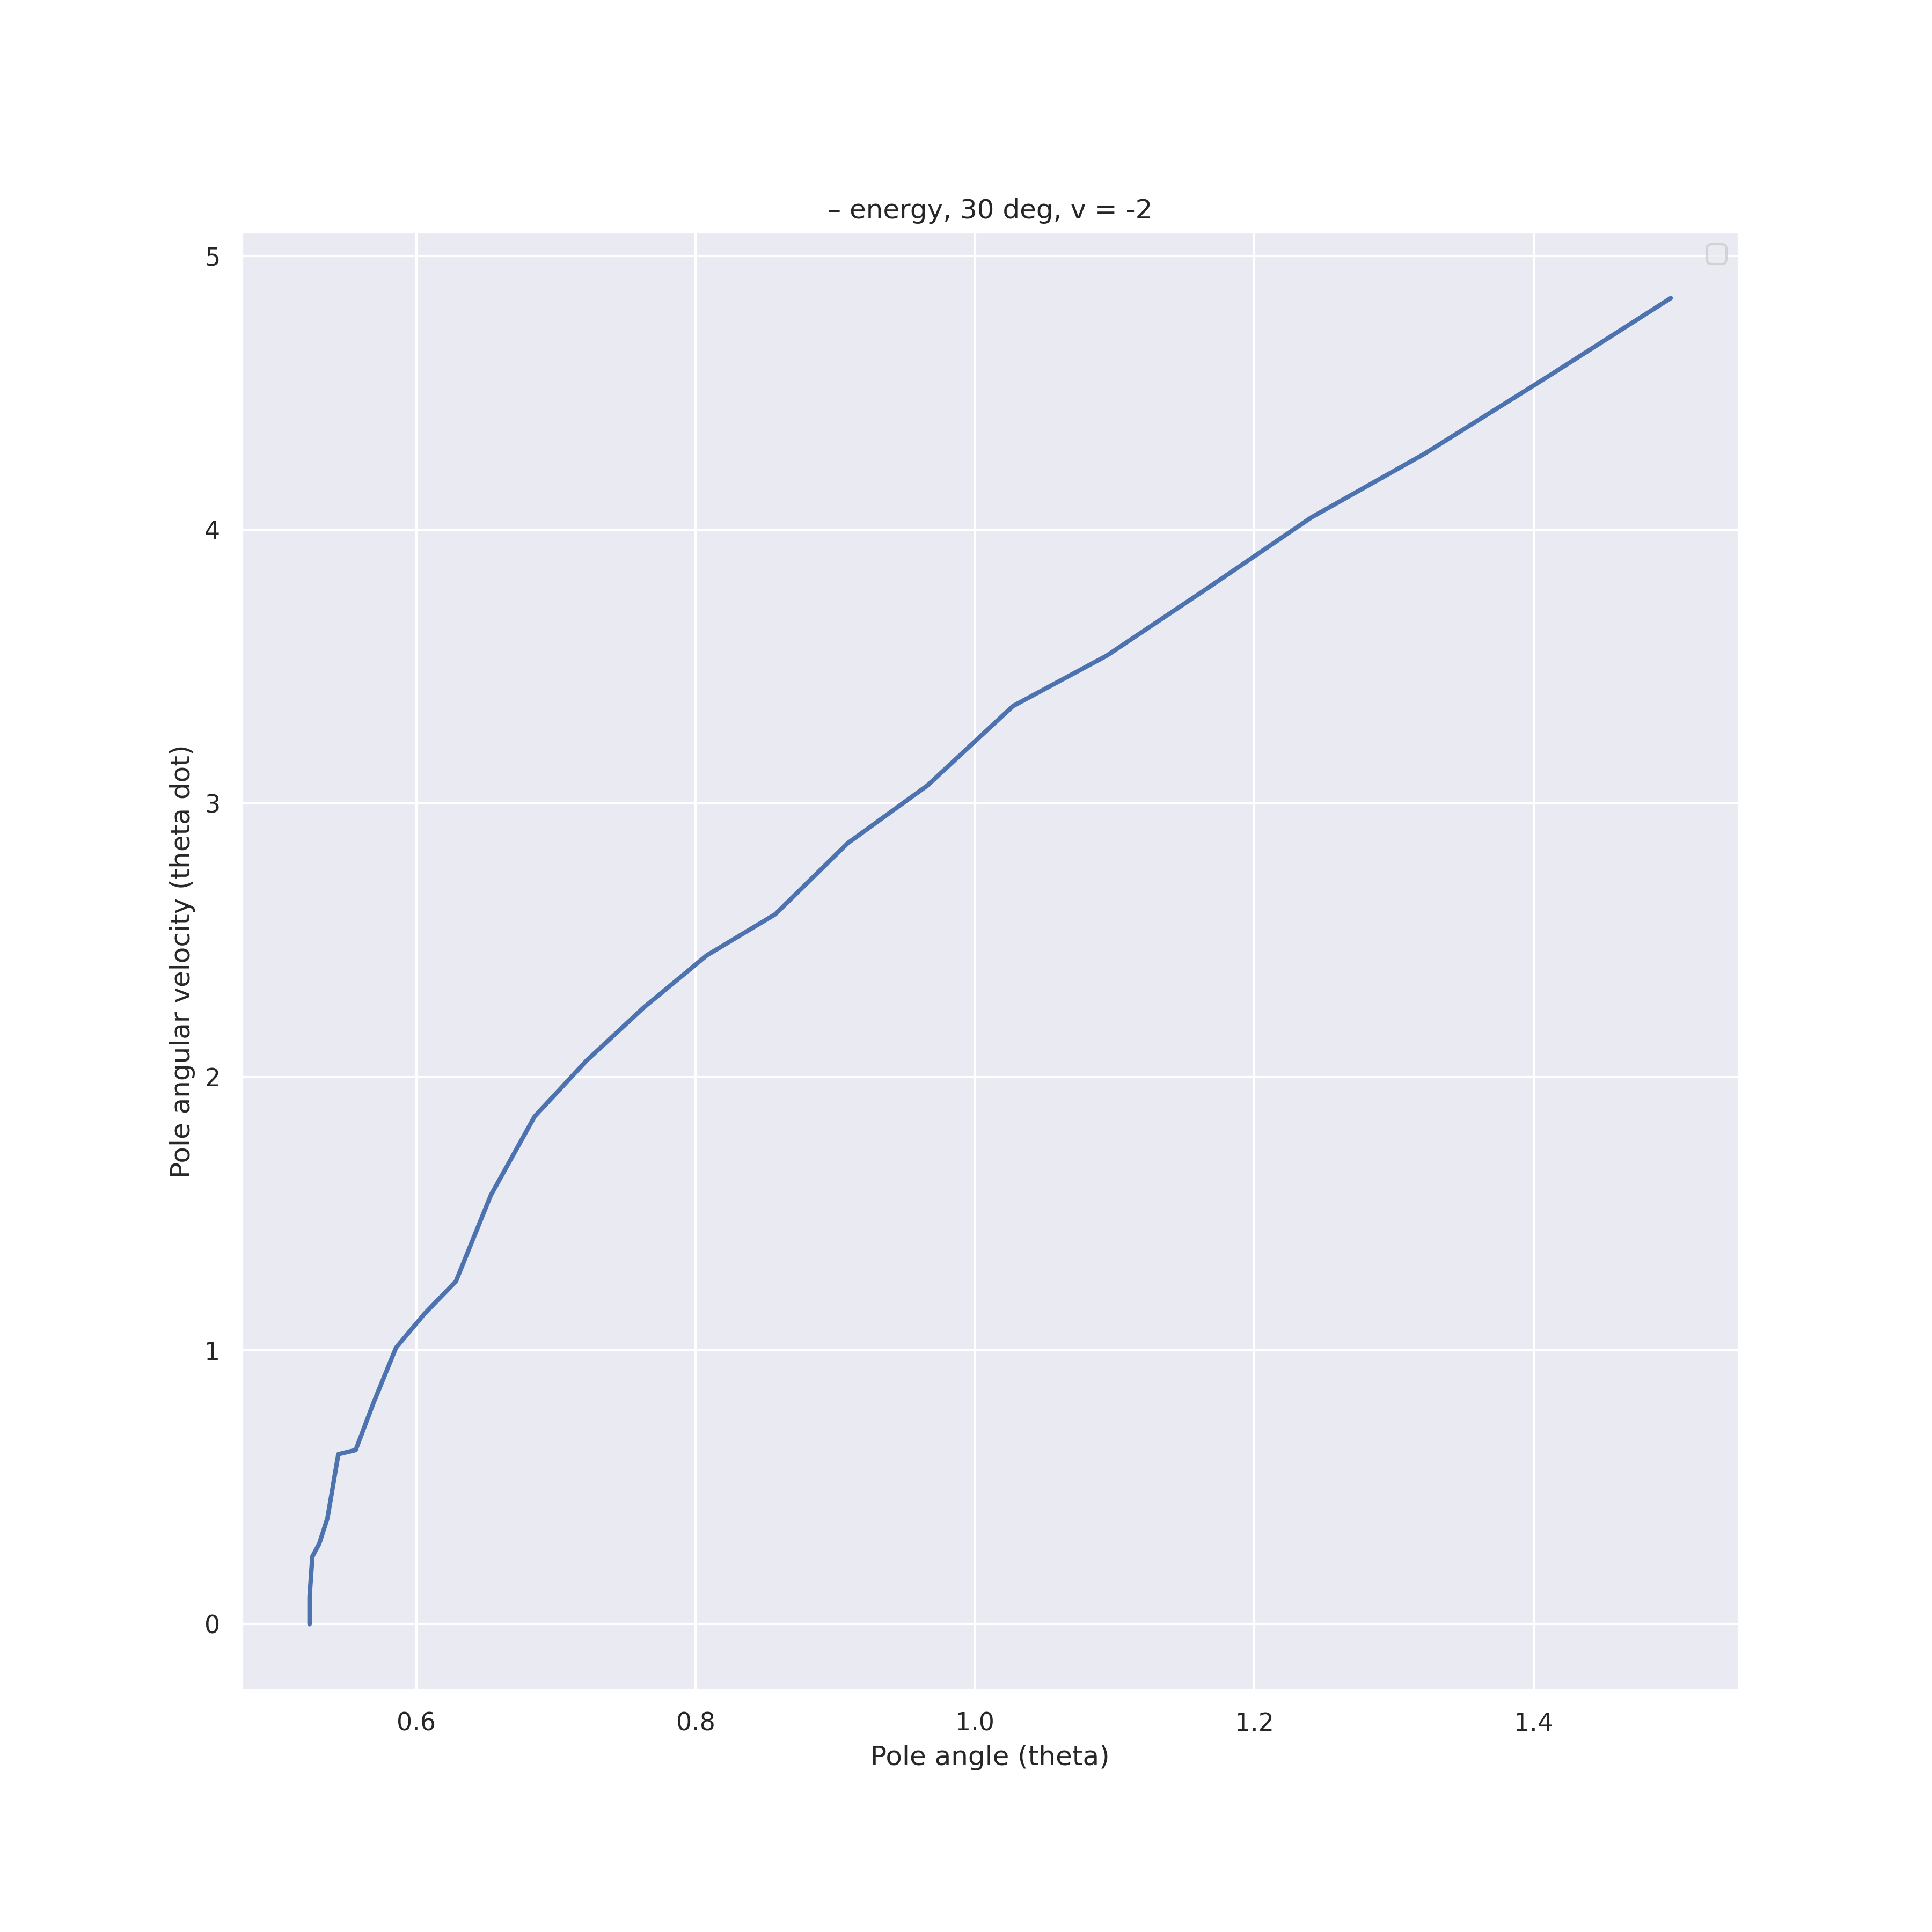 – energy, 30 deg, v = -2
5
4
3
2
1
0
Pole angular velocity (theta dot)
0.6 0.8 1.0 1.2 1.4
Pole angle (theta)